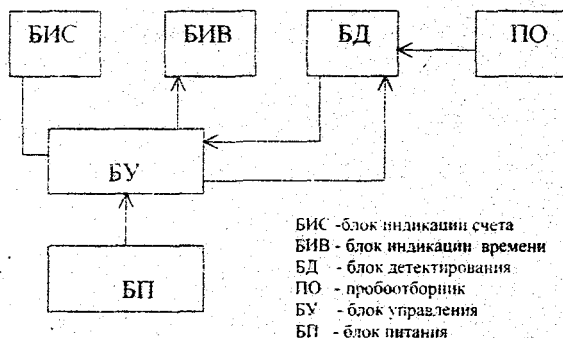 БИС БИВ БД ПО
БУ
БП
БИС -блок индикации счета
БИВ - блок индикации времени
БД - блок детектирования
ПО - пробоотборник
БУ - блок управления
БП - блок питания